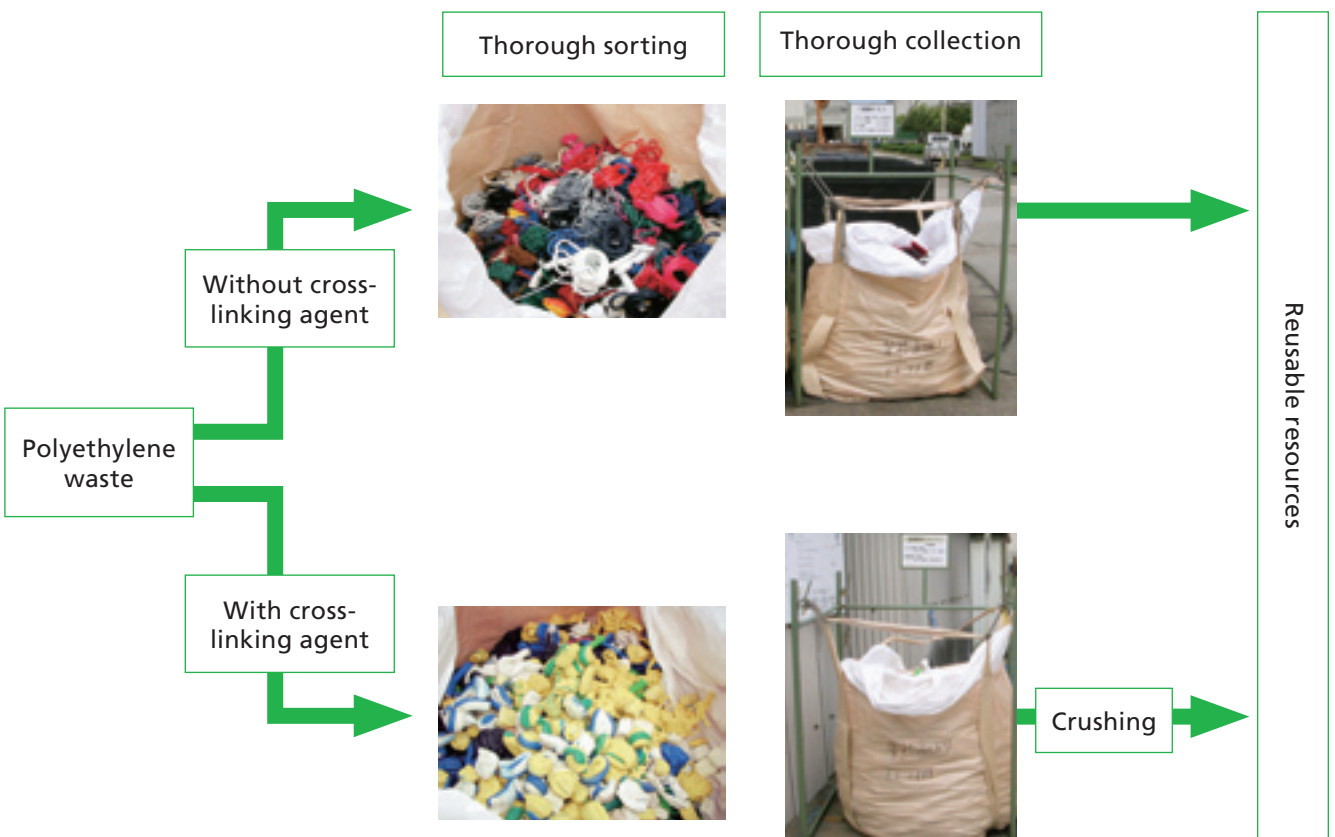 Thorough sorting
Thorough collection
Without cross-
linking agent
Polyethylene
waste
With cross-
linking agent
Crushing
Reusable resources